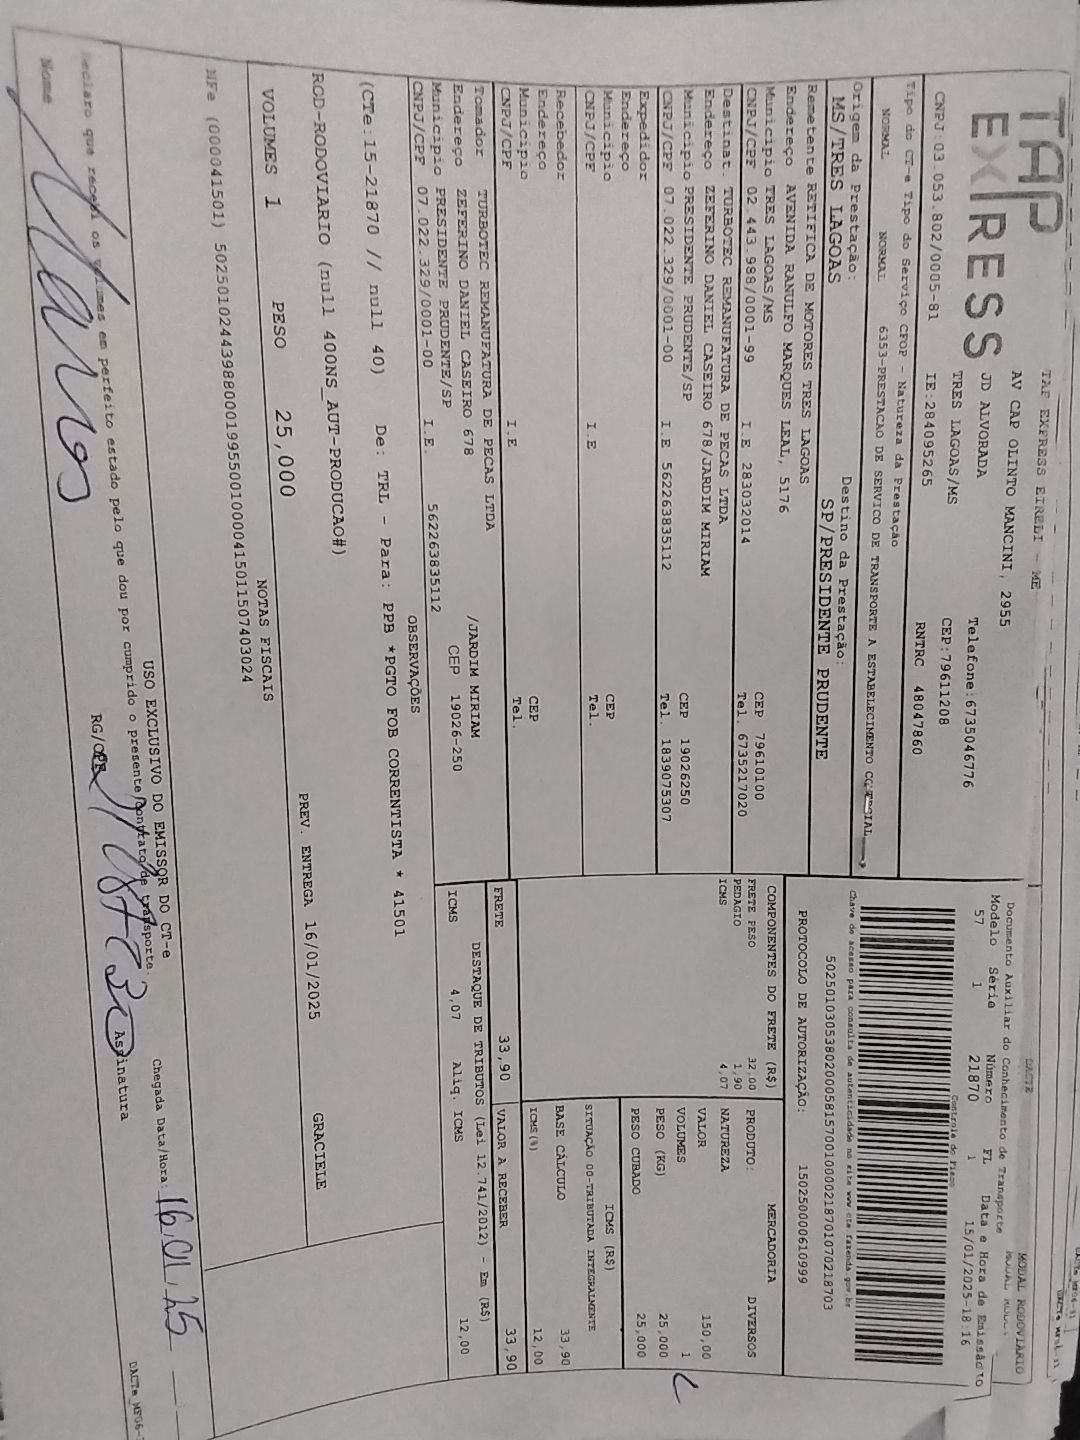 TAP
EXPRESS
TAF EXPRESS EIRELI - ME
AV CAP OLINTO MANCINI, 2955
JD ALVORADA Telefone:6735046776
TRES LAGOAS/MS CEP:79611208
CNPJ:03.053.802/0005-81 IE:284095265 RNTRC 48047860
DACTE MODAL RODOVIÁRIO
Documento Auxiliar do Conhecimento de Transporte
Modelo Série Número FL Data e Hora de Emissão
57 1 21870 1 15/01/2025-18:16
Controle do Fisco
Tipo do CT-e Tipo do Serviço CFOP - Natureza da Prestação
NORMAL NORMAL 6353-PRESTACAO DE SERVICO DE TRANSPORTE A ESTABELECIMENTO COMERCIAL
Chave de acesso para consulta de autenticidade no site www.cte.fazenda.gov.br
50250103053802000581570010000218701070218703
Origem da Prestação: Destino da Prestação:
MS/TRES LAGOAS SP/PRESIDENTE PRUDENTE
PROTOCOLO DE AUTORIZAÇÃO: 150250000610999
Remetente RETIFICA DE MOTORES TRES LAGOAS
Endereço AVENIDA RANULFO MARQUES LEAL, 5176
Municipio TRES LAGOAS/MS CEP 79610100
CNPJ/CPF 02.443.988/0001-99 I.E 283032014 Tel. 6735217020
Destinat. TURBOTEC REMANUFATURA DE PECAS LTDA
Endereço ZEFERINO DANIEL CASEIRO 678/JARDIM MIRIAM
Municipio PRESIDENTE PRUDENTE/SP CEP 19026250
CNPJ/CPF 07.022.329/0001-00 I.E 562263835112 Tel. 1839075307
Expedidor
Endereço
Municipio CEP
CNPJ/CPF I.E Tel.
Recebedor
Endereço
Municipio CEP
CNPJ/CPF I.E Tel.
Tomador TURBOTEC REMANUFATURA DE PECAS LTDA
Endereço ZEFERINO DANIEL CASEIRO 678 /JARDIM MIRIAM
Municipio PRESIDENTE PRUDENTE/SP CEP 19026-250
CNPJ/CPF 07.022.329/0001-00 I.E. 562263835112
COMPONENTES DO FRETE (R$)
FRETE PESO 32,00
PEDAGIO 1,90
ICMS 4,07
MERCADORIA
PRODUTO: DIVERSOS
NATUREZA
VALOR 150,00
VOLUMES 1
PESO (KG) 25,000
PESO CUBADO 25,000
ICMS (R$)
SITUAÇÃO 00-TRIBUTADA INTEGRALMENTE
BASE CÁLCULO 33,90
ICMS(%) 12,00
FRETE 33,90 VALOR A RECEBER 33,90
DESTAQUE DE TRIBUTOS (Lei 12.741/2012) - Em (R$)
ICMS 4,07 Aliq. ICMS 12,00
OBSERVAÇÕES
(CTe:15-21870 // null 40) De: TRL - Para: PPB *PGTO FOB CORRENTISTA * 41501
ROD-RODOVIARIO (null 400NS_AUT-PRODUCAO#)
VOLUMES 1 PESO 25,000 PREV. ENTREGA 16/01/2025 GRACIELE
NOTAS FISCAIS
NFe (000041501) 50250102443988000199550010000415011507403024
USO EXCLUSIVO DO EMISSOR DO CT-e
Declaro que recebi os volumes em perfeito estado pelo que dou por cumprido o presente contrato de transporte.
Chegada Data/Hora: 16.01.25
Nome RG/CPF Assinatura